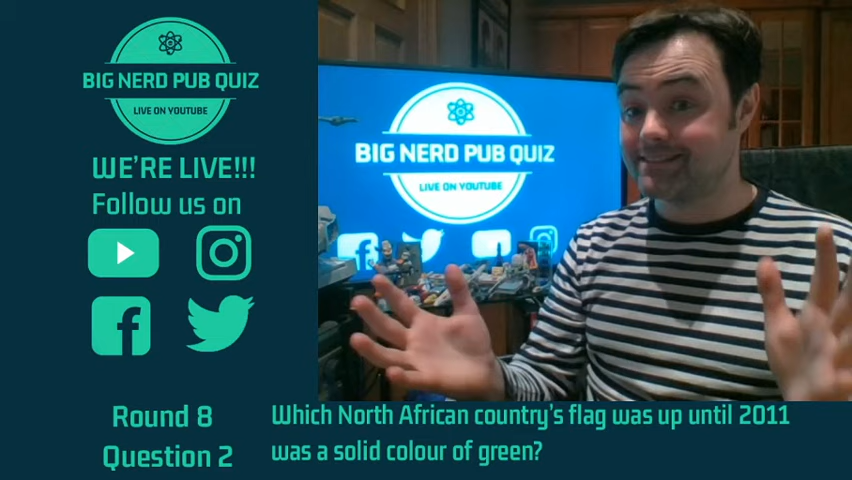 BIG NERD PUB QUIZ
LIVE ON YOUTUBE
WE'RE LIVE!!!
Follow us on
BIG NERD PUB QUIZ
LIVE ON YOUTUBE
Round 8
Question 2
Which North African country's flag was up until 2011
was a solid colour of green?